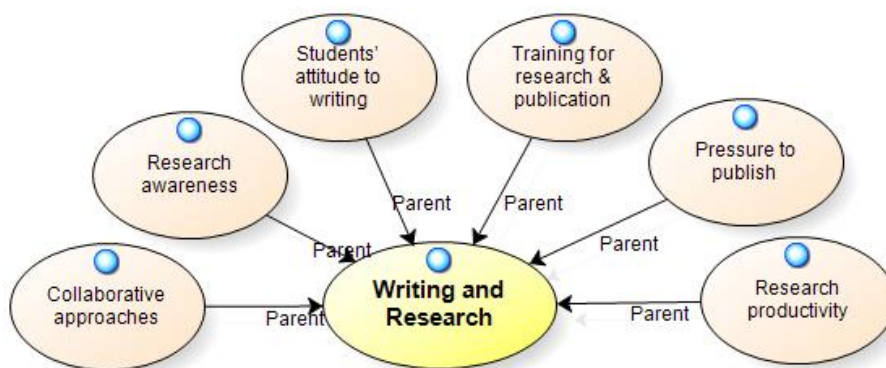 Students'
attitude to
writing
Training for
research &
publication
Research
awareness
Pressure to
publish
Parent
Parent
Parent
Parent
Collaborative
approaches
Parent
Writing and
Research
Parent
Research
productivity